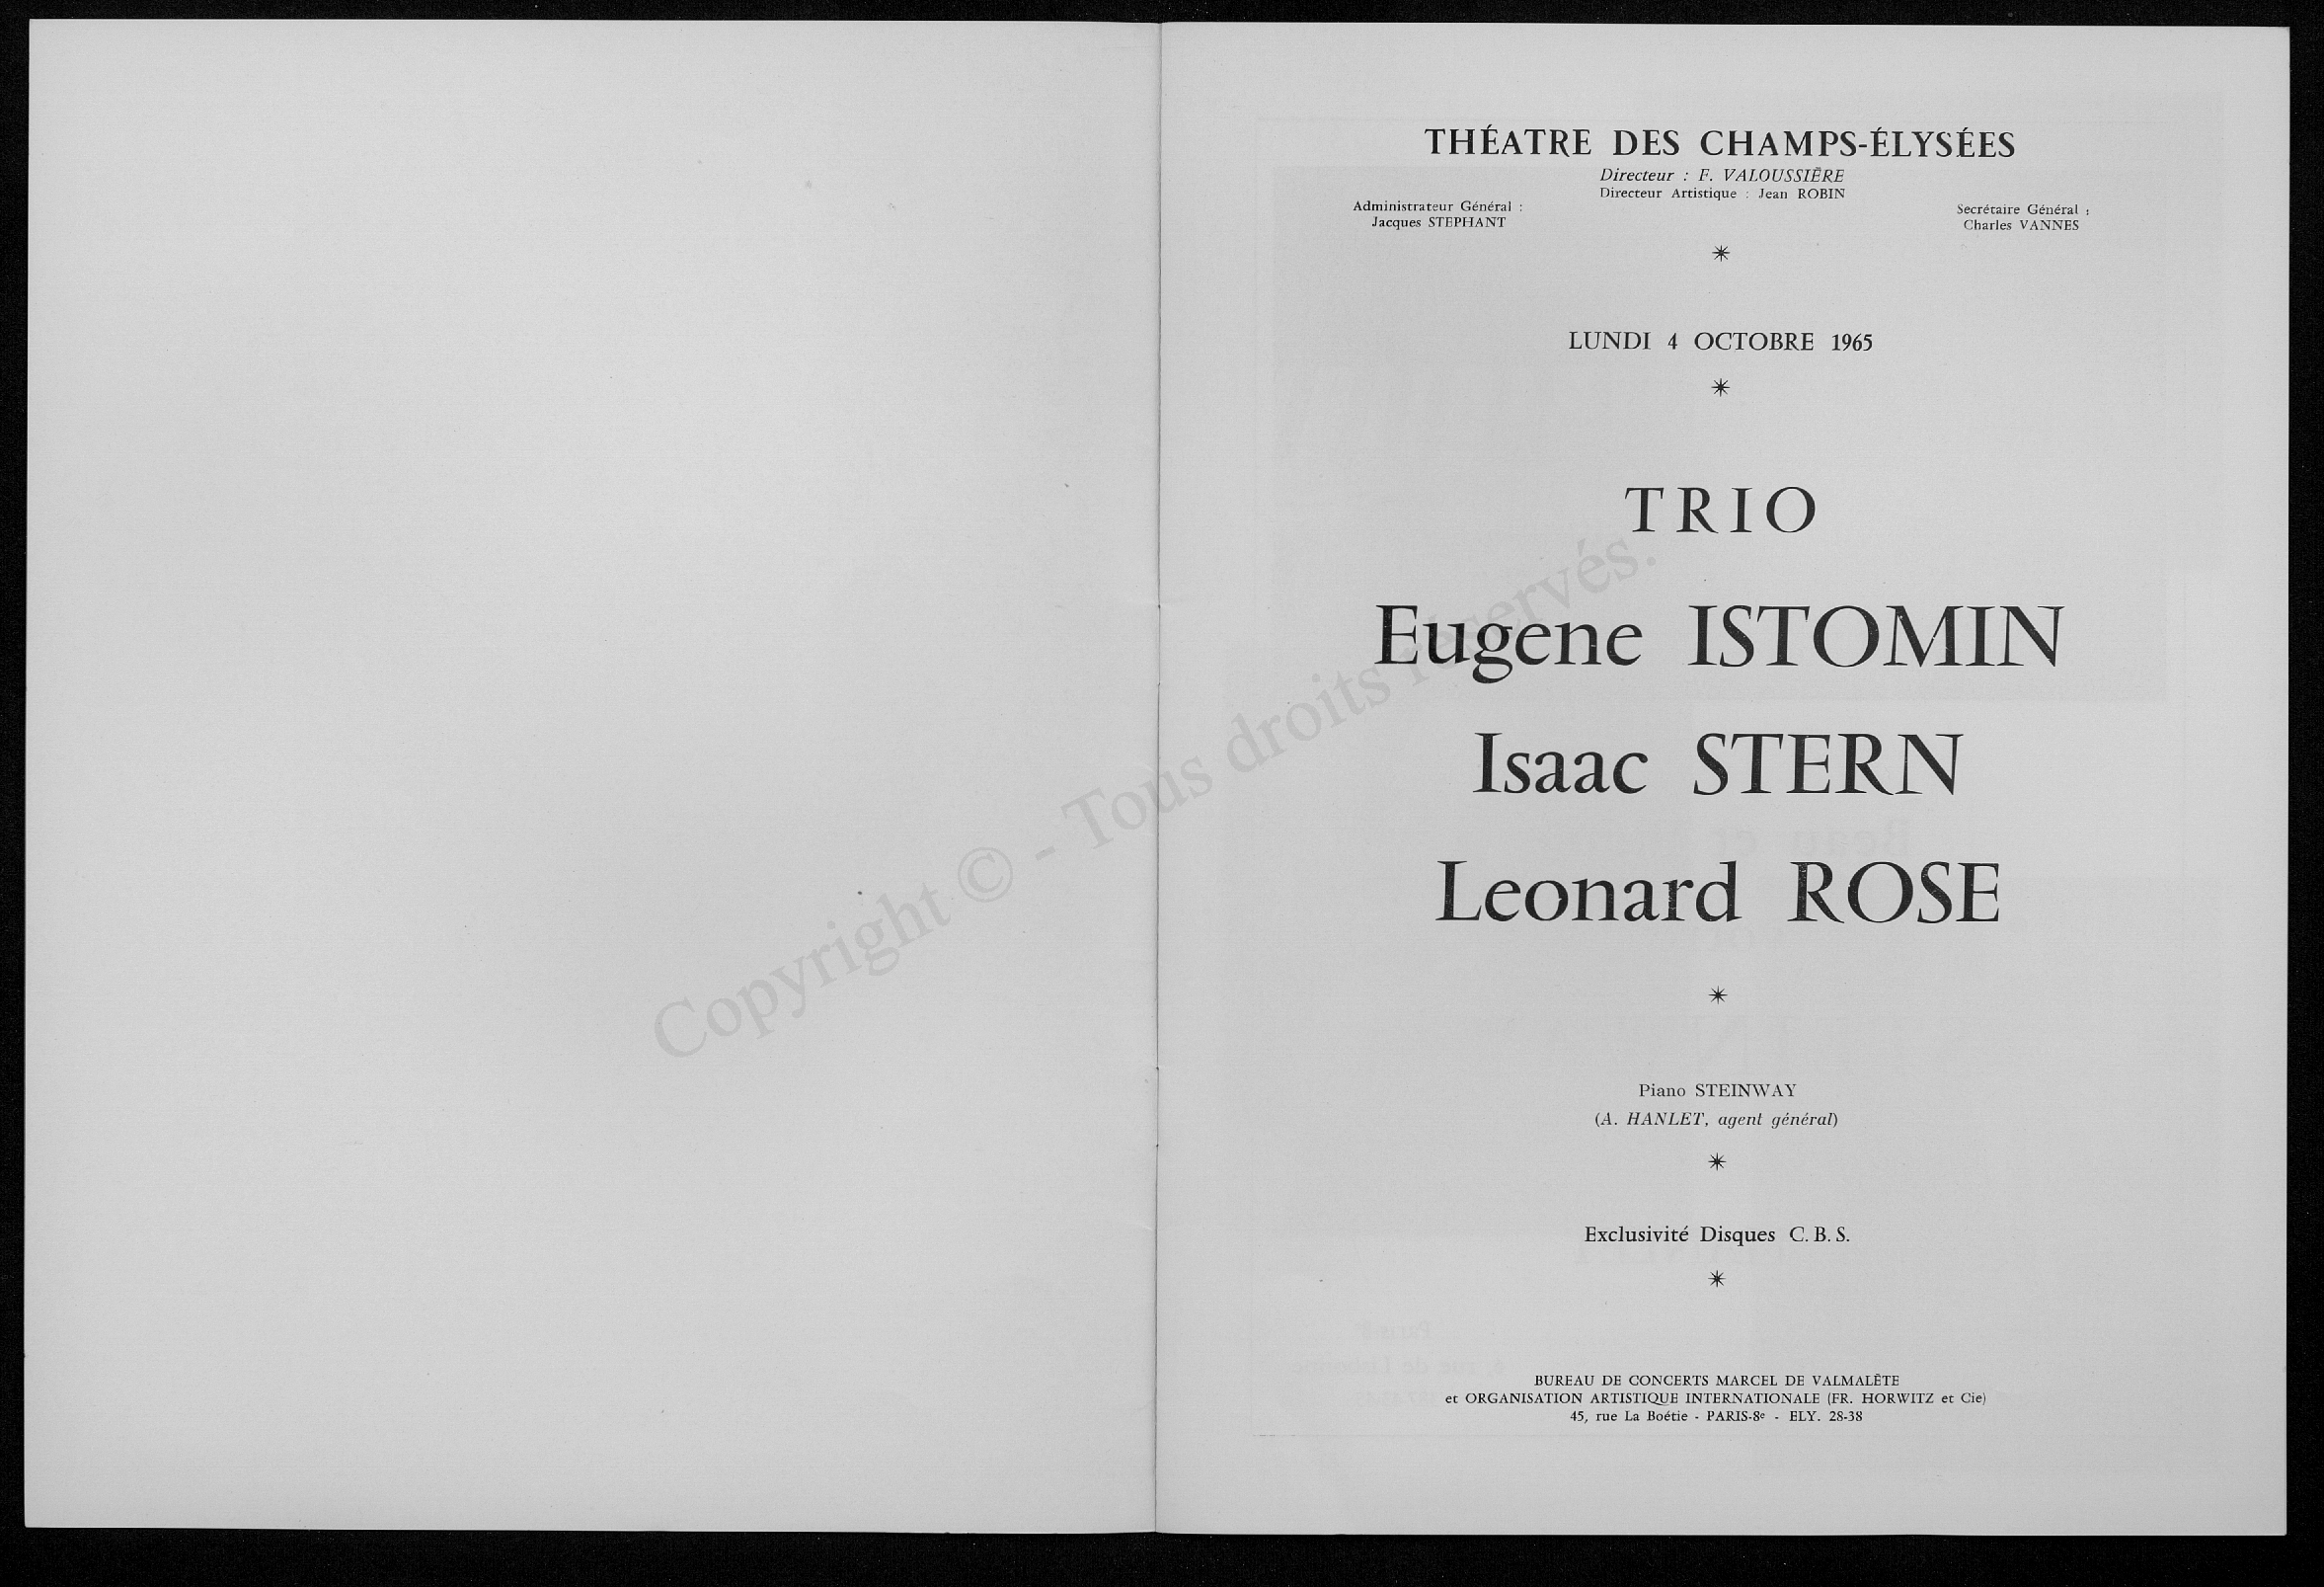 THÉATRE DES CHAMPS-ÉLYSÉES
Directeur : F. VALOUSSIÈRE
Directeur Artistique : Jean ROBIN
Administrateur Général :
Jacques STEPHANT
Secrétaire Général :
Charles VANNES
LUNDI 4 OCTOBRE 1965
TRIO
Eugene ISTOMIN
Isaac STERN
Leonard ROSE
Copyright © - Tous droits réservés.
Piano STEINWAY
(A. HANLET, agent général)
Exclusivité Disques C. B. S.
BUREAU DE CONCERTS MARCEL DE VALMALÈTE
et ORGANISATION ARTISTIQUE INTERNATIONALE (FR. HORWITZ et Cie)
45, rue La Boétie - PARIS-8e - ELY. 28-38